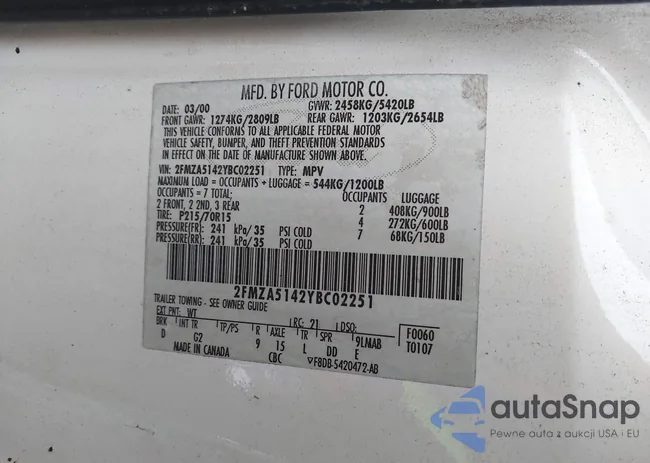 MFD. BY FORD MOTOR CO.
DATE: 03/00 GVWR: 2458KG/5420LB
FRONT GAWR: 1274KG/2809LB REAR GAWR: 1203KG/2654LB
THIS VEHICLE CONFORMS TO ALL APPLICABLE FEDERAL MOTOR
VEHICLE SAFETY, BUMPER, AND THEFT PREVENTION STANDARDS
IN EFFECT ON THE DATE OF MANUFACTURE SHOWN ABOVE.
VIN: 2FMZA5142YBC02251 TYPE: MPV
MAXIMUM LOAD = OCCUPANTS + LUGGAGE = 544KG/1200LB
OCCUPANTS = 7 TOTAL: OCCUPANTS LUGGAGE
2 FRONT, 2 2ND, 3 REAR 2 408KG/900LB
TIRE: P215/70R15 4 272KG/600LB
PRESSURE(FR): 241 kPa/35 PSI COLD 7 68KG/150LB
PRESSURE(RR): 241 kPa/35 PSI COLD
2FMZA5142YBC02251
TRAILER TOWING - SEE OWNER GUIDE
EXT PNT: WT RC: 21 DSO: F0060
BRK INT TR TP/PS R AXLE TR SPR 9LMAB T0107
D G2 9 15 L DD E
MADE IN CANADA CBC F8DB-5420472-AB
autoSnap
Pewne auta z aukcji USA i EU